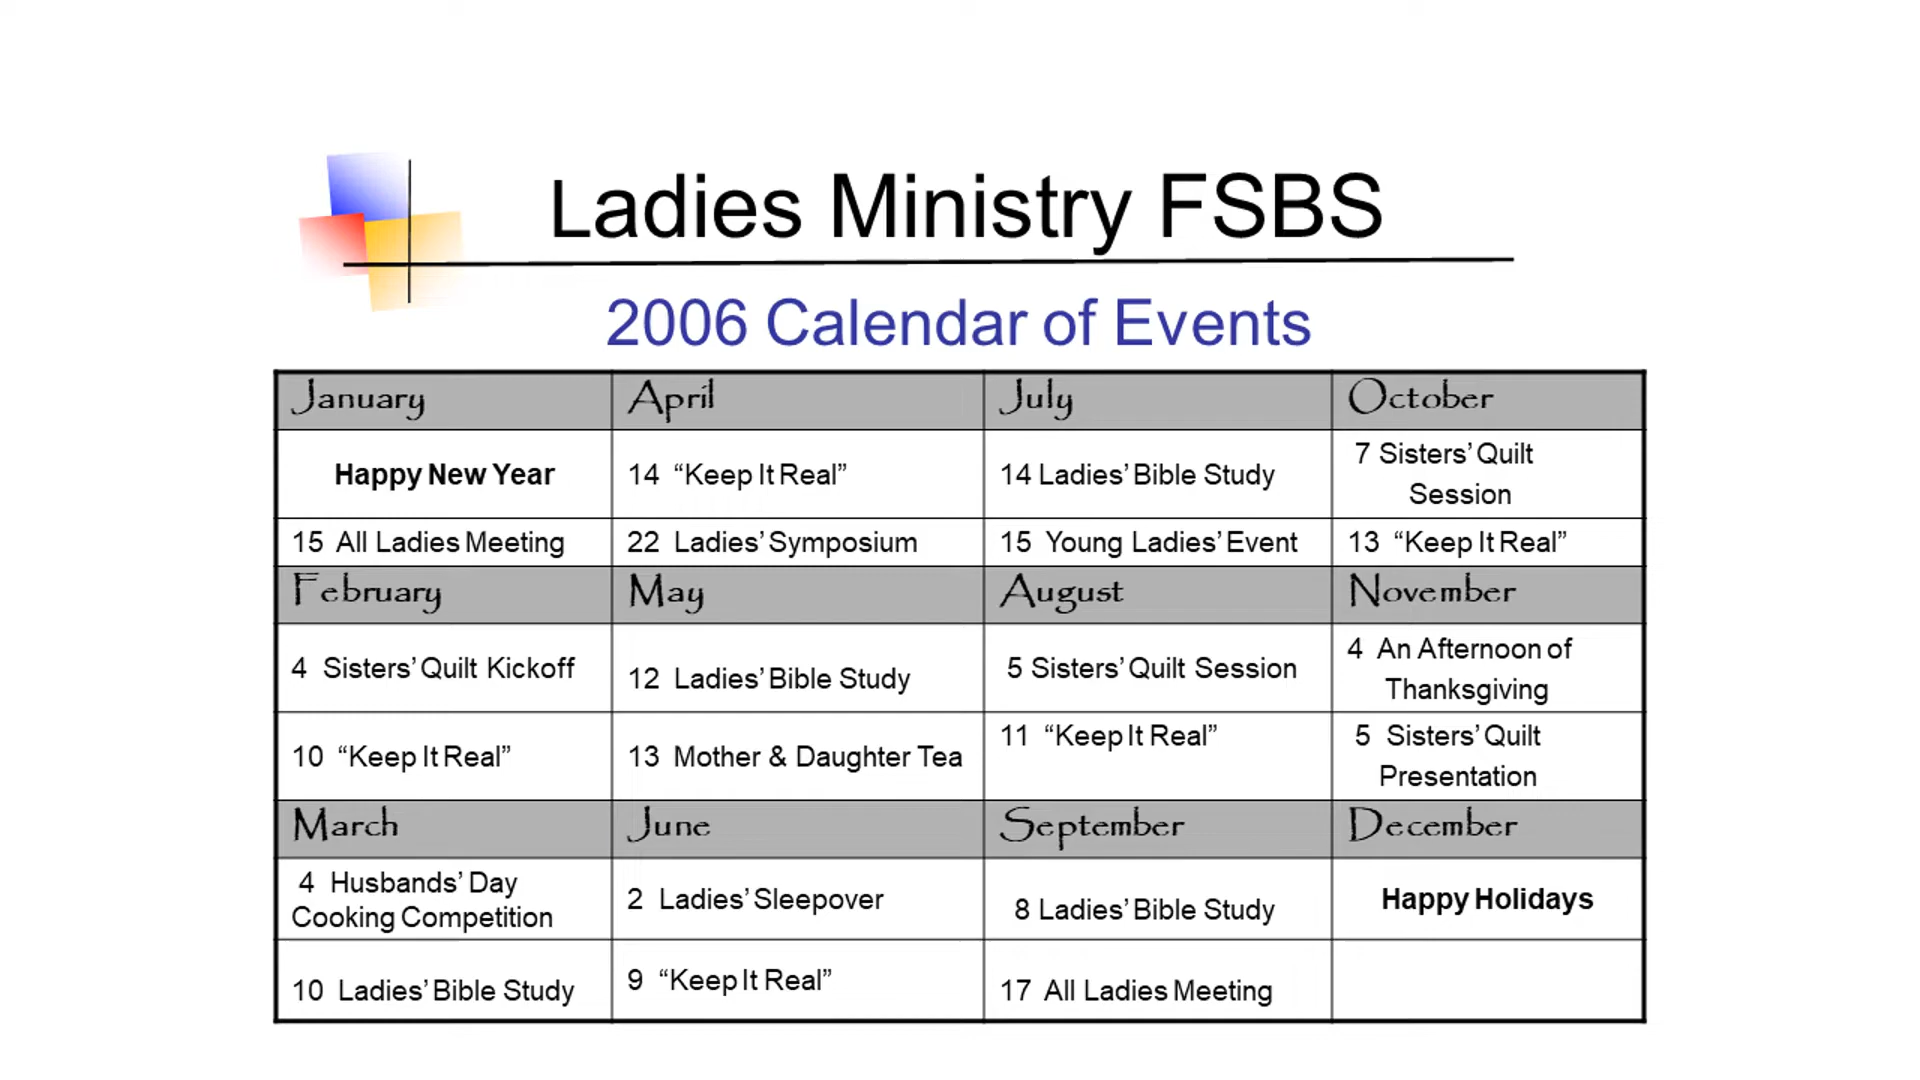 Ladies Ministry FSBS
2006 Calendar of Events
January April July October
Happy New Year 14 “Keep It Real” 14 Ladies’ Bible Study 7 Sisters’ Quilt
Session
15 All Ladies Meeting 22 Ladies’ Symposium 15 Young Ladies’ Event 13 “Keep It Real”
February May August November
4 Sisters’ Quilt Kickoff 12 Ladies’ Bible Study 5 Sisters’ Quilt Session 4 An Afternoon of
Thanksgiving
10 “Keep It Real” 13 Mother & Daughter Tea 11 “Keep It Real” 5 Sisters’ Quilt
Presentation
March June September December
4 Husbands’ Day
Cooking Competition 2 Ladies’ Sleepover 8 Ladies’ Bible Study Happy Holidays
10 Ladies’ Bible Study 9 “Keep It Real” 17 All Ladies Meeting